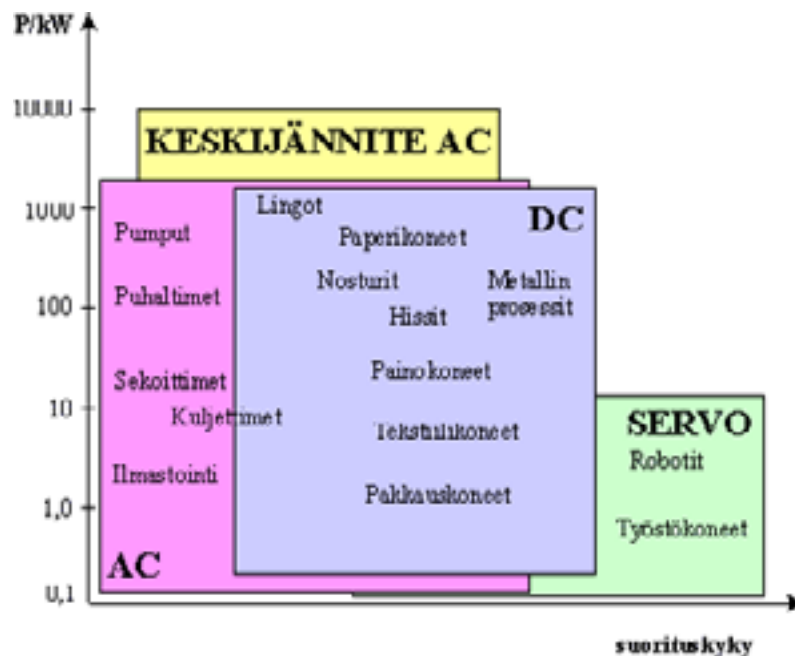 P/kW
10000
KESKIJÄNNITE AC
1000
Lingot
DC
Pumput
Paperikoneet
Nosturit
Metallin
prosessit
Puhaltimet
100
Hissit
Sekoittimet
Painokoneet
10
Kuljettimet
Tekstiilikoneet
SERVO
Robotit
Ilmastointi
Pakkauskoneet
1,0
Työstökoneet
AC
0,1
suorituskyky